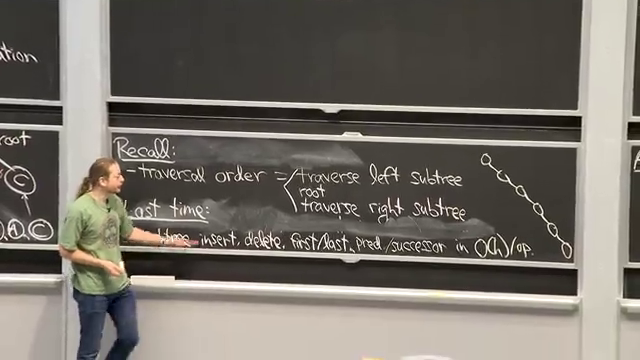 root
C
C
Recall:
-traversal order = traverse left subtree
root
traverse right subtree
Last time:
insert, delete, first/last, pred./successor in O(h)/op.